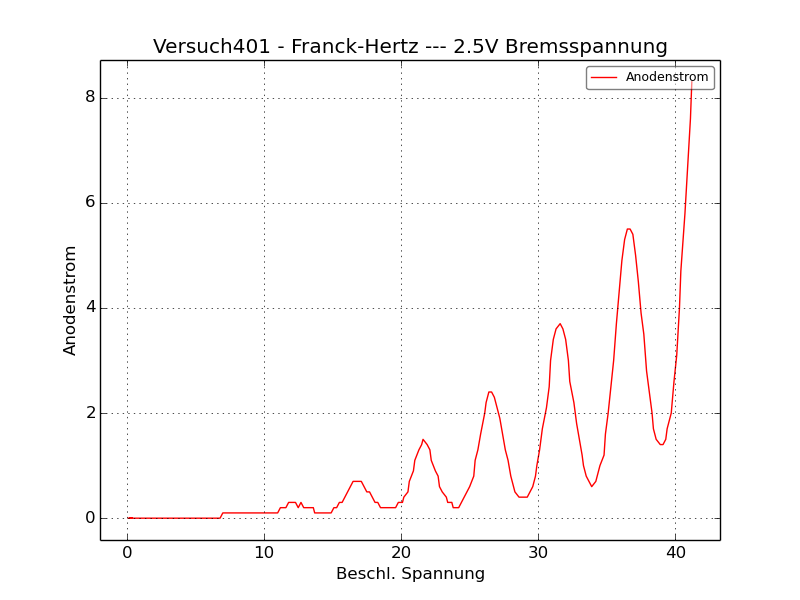 Versuch401 - Franck-Hertz --- 2.5V Bremsspannung
Anodenstrom
8
6
4
2
0
Anodenstrom
0 10 20 30 40
Beschl. Spannung